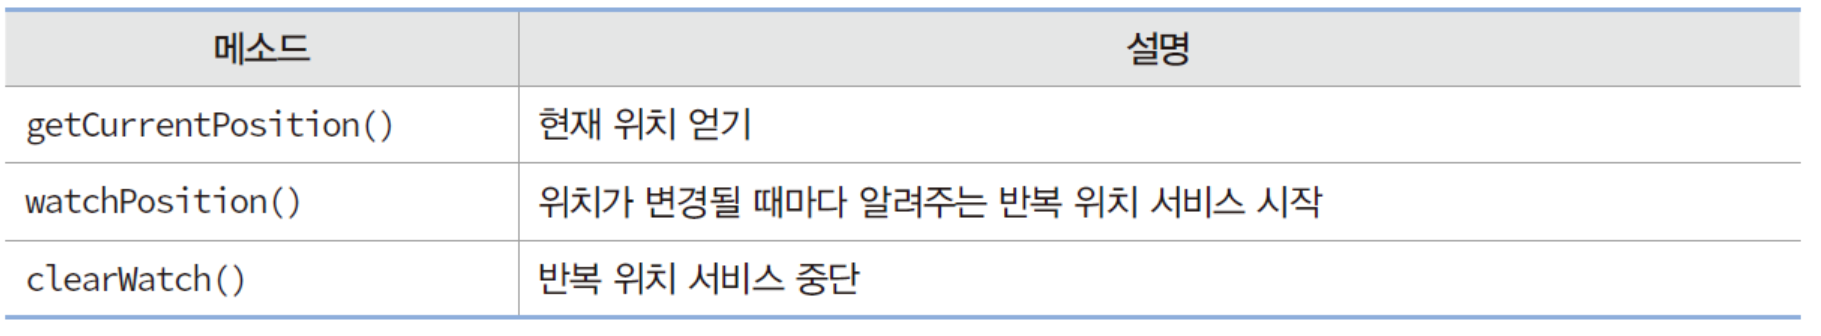 메소드 설명
getCurrentPosition() 현재 위치 얻기
watchPosition() 위치가 변경될 때마다 알려주는 반복 위치 서비스 시작
clearWatch() 반복 위치 서비스 중단